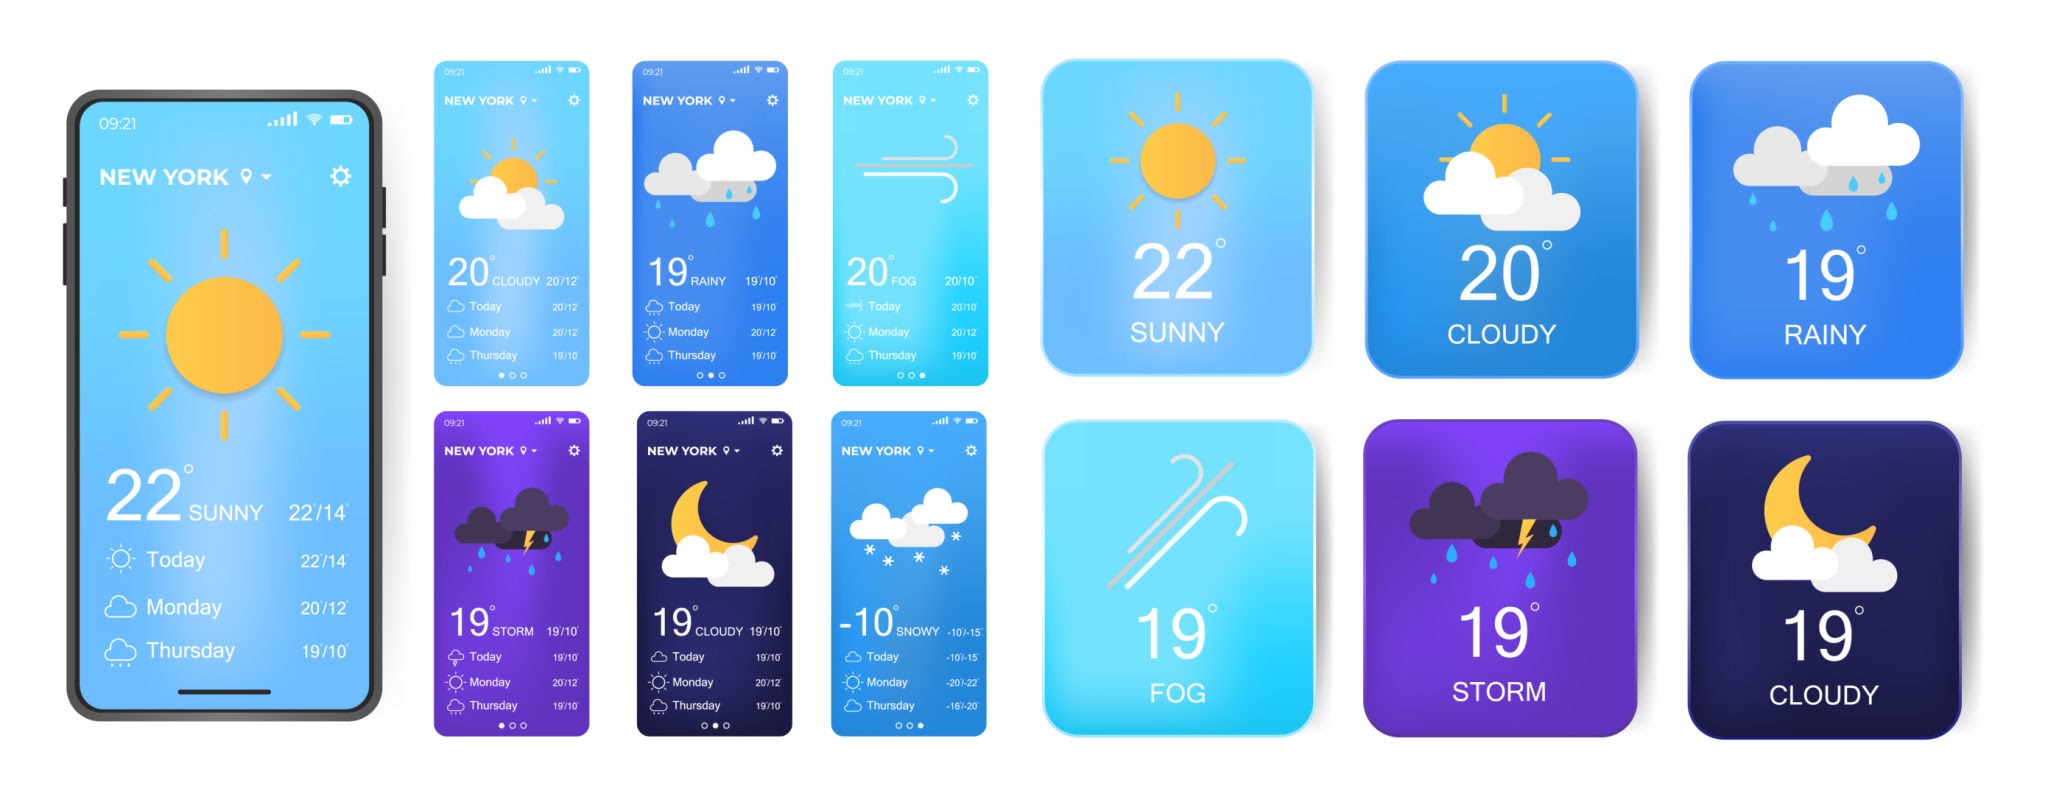 09:21
NEW YORK
22° SUNNY 22°/14°
Today 22°/14°
Monday 20°/12°
Thursday 19°/10°
09:21
NEW YORK
20° CLOUDY 20°/12°
Today 20°/12°
Monday 20°/12°
Thursday 19°/10°
09:21
NEW YORK
19° RAINY 19°/10°
Today 19°/10°
Monday 20°/12°
Thursday 19°/10°
09:21
NEW YORK
20° FOG 20°/10°
Today 20°/10°
Monday 20°/12°
Thursday 19°/10°
09:21
NEW YORK
19° STORM 19°/10°
Today 19°/10°
Monday 20°/12°
Thursday 19°/10°
09:21
NEW YORK
19° CLOUDY 19°/10°
Today 19°/10°
Monday 20°/12°
Thursday 19°/10°
09:21
NEW YORK
-10° SNOWY -10°/-15°
Today -10°/-15°
Monday -20°/-22°
Thursday -16°/-20°
22°
SUNNY
20°
CLOUDY
19°
RAINY
19°
FOG
19°
STORM
19°
CLOUDY